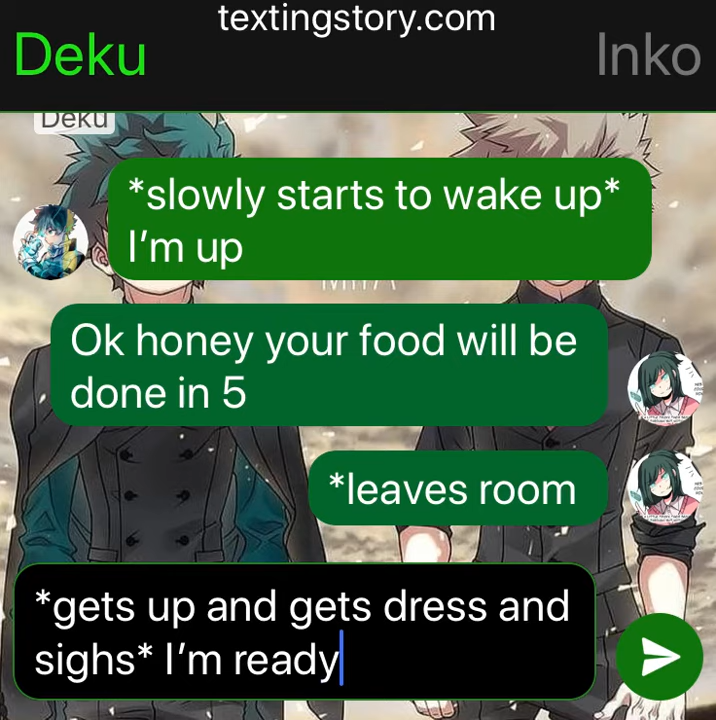 textingstory.com
Deku
Inko
Deku
*slowly starts to wake up*
I’m up
Ok honey your food will be
done in 5
*leaves room
*gets up and gets dress and
sighs* I’m ready